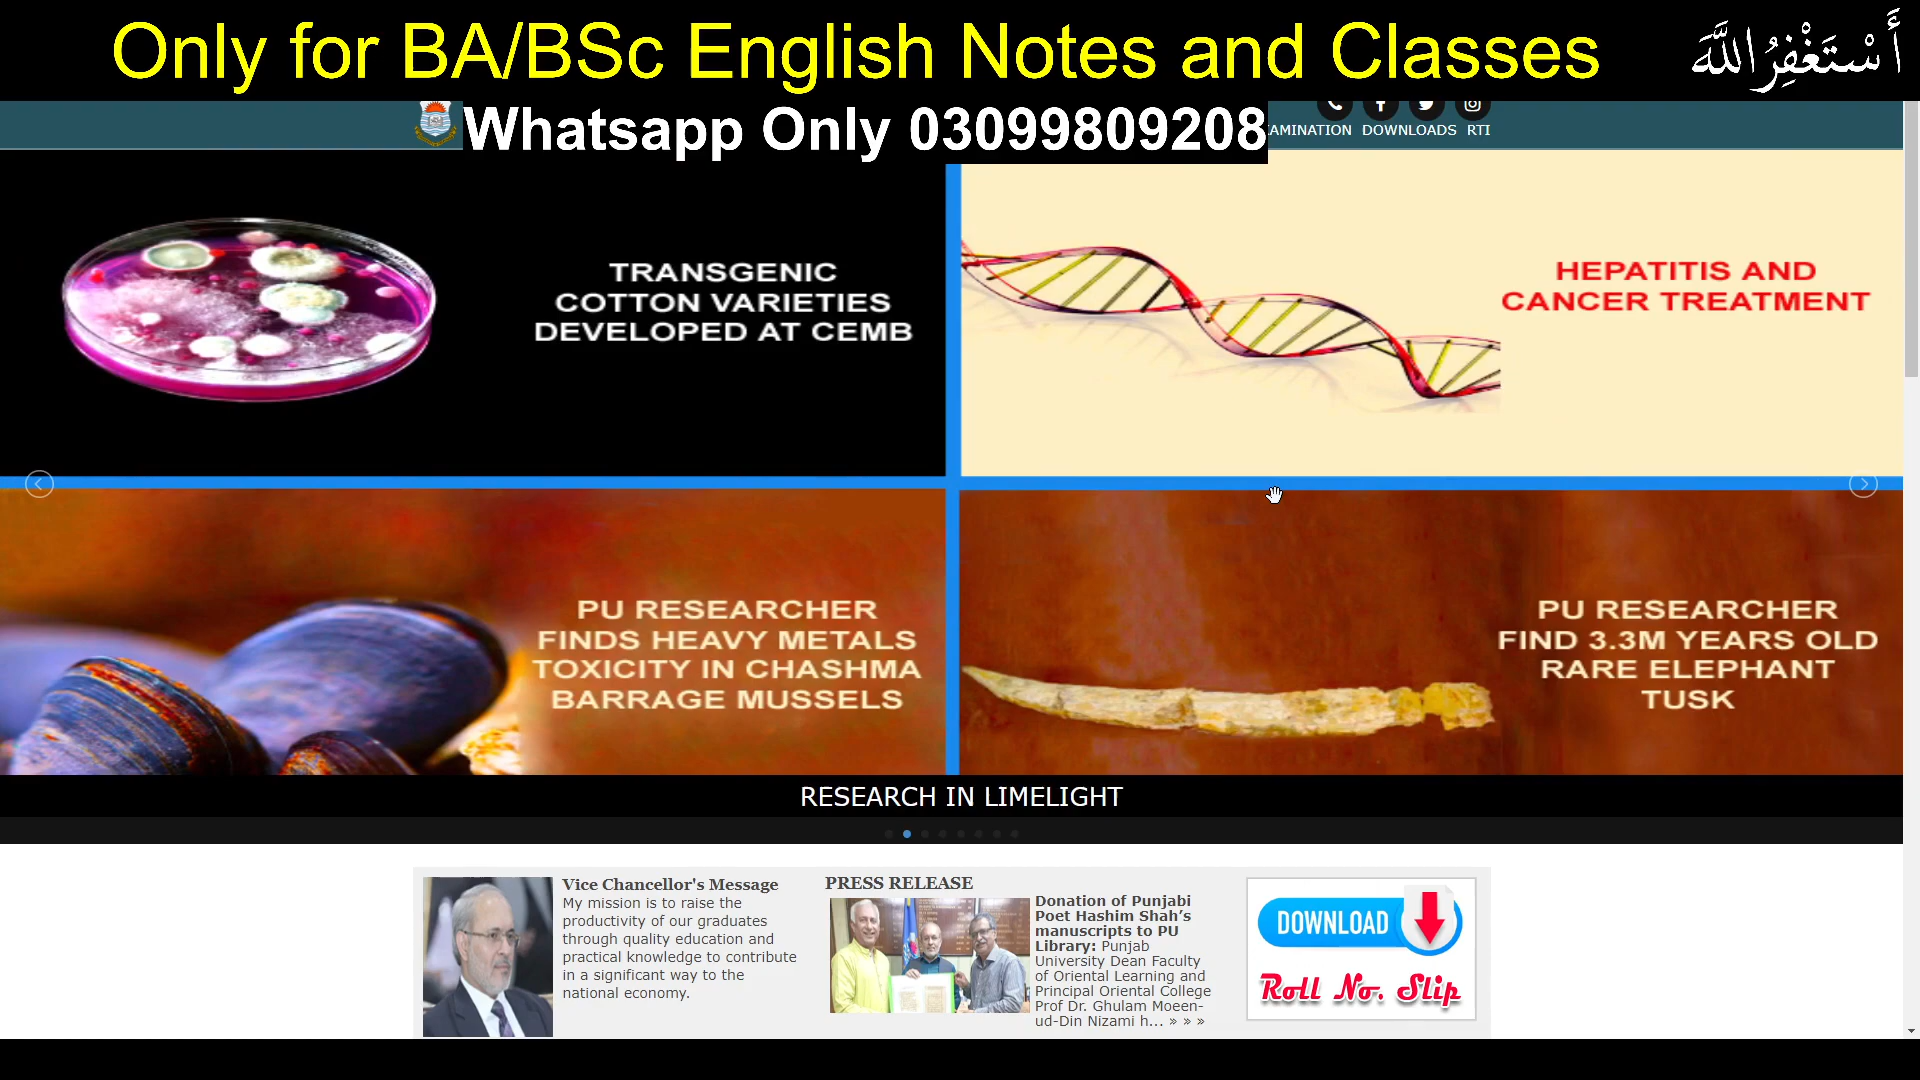 Only for BA/BSc English Notes and Classes
أَسْتَغْفِرُ اللَّهَ
Whatsapp Only 03099809208
AMINATION DOWNLOADS RTI
TRANSGENIC
COTTON VARIETIES
DEVELOPED AT CEMB
HEPATITIS AND
CANCER TREATMENT
PU RESEARCHER
FINDS HEAVY METALS
TOXICITY IN CHASHMA
BARRAGE MUSSELS
PU RESEARCHER
FIND 3.3M YEARS OLD
RARE ELEPHANT
TUSK
RESEARCH IN LIMELIGHT
Vice Chancellor's Message
My mission is to raise the
productivity of our graduates
through quality education and
practical knowledge to contribute
in a significant way to the
national economy.
PRESS RELEASE
Donation of Punjabi
Poet Hashim Shah’s
manuscripts to PU
Library: Punjab
University Dean Faculty
of Oriental Learning and
Principal Oriental College
Prof Dr. Ghulam Moeen-
ud-Din Nizami h... » » »
DOWNLOAD
Roll No. Slip